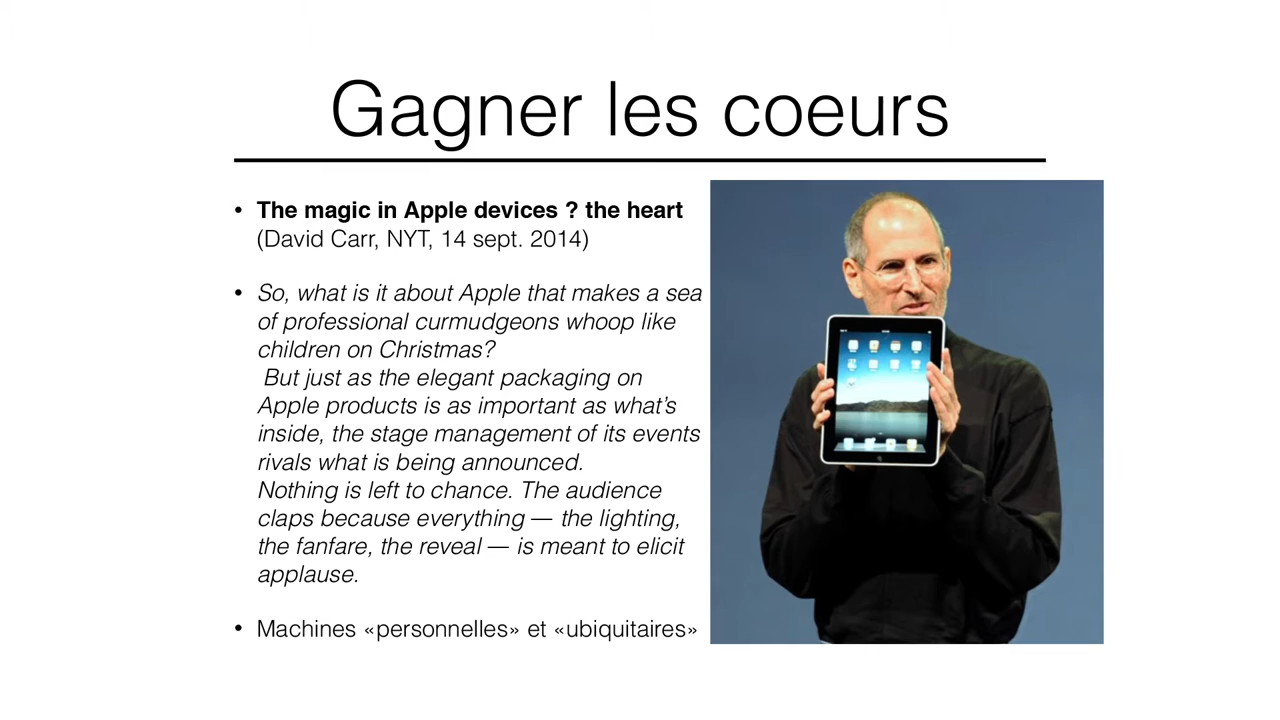 Gagner les coeurs
• The magic in Apple devices ? the heart
(David Carr, NYT, 14 sept. 2014)
• So, what is it about Apple that makes a sea
of professional curmudgeons whoop like
children on Christmas?
But just as the elegant packaging on
Apple products is as important as what’s
inside, the stage management of its events
rivals what is being announced.
Nothing is left to chance. The audience
claps because everything — the lighting,
the fanfare, the reveal — is meant to elicit
applause.
• Machines «personnelles» et «ubiquitaires»